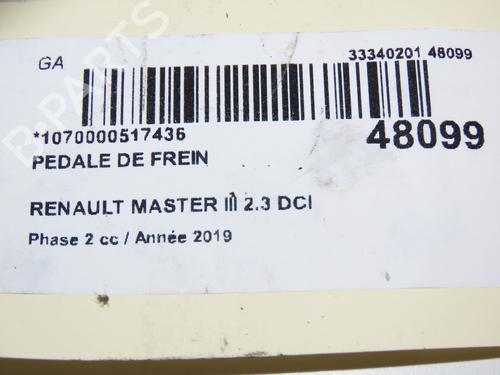 GA
33340201 48099
*1070000517436
48099
PEDALE DE FREIN
RENAULT MASTER III 2.3 DCI
Phase 2 cc / Année 2019
B-PARTS